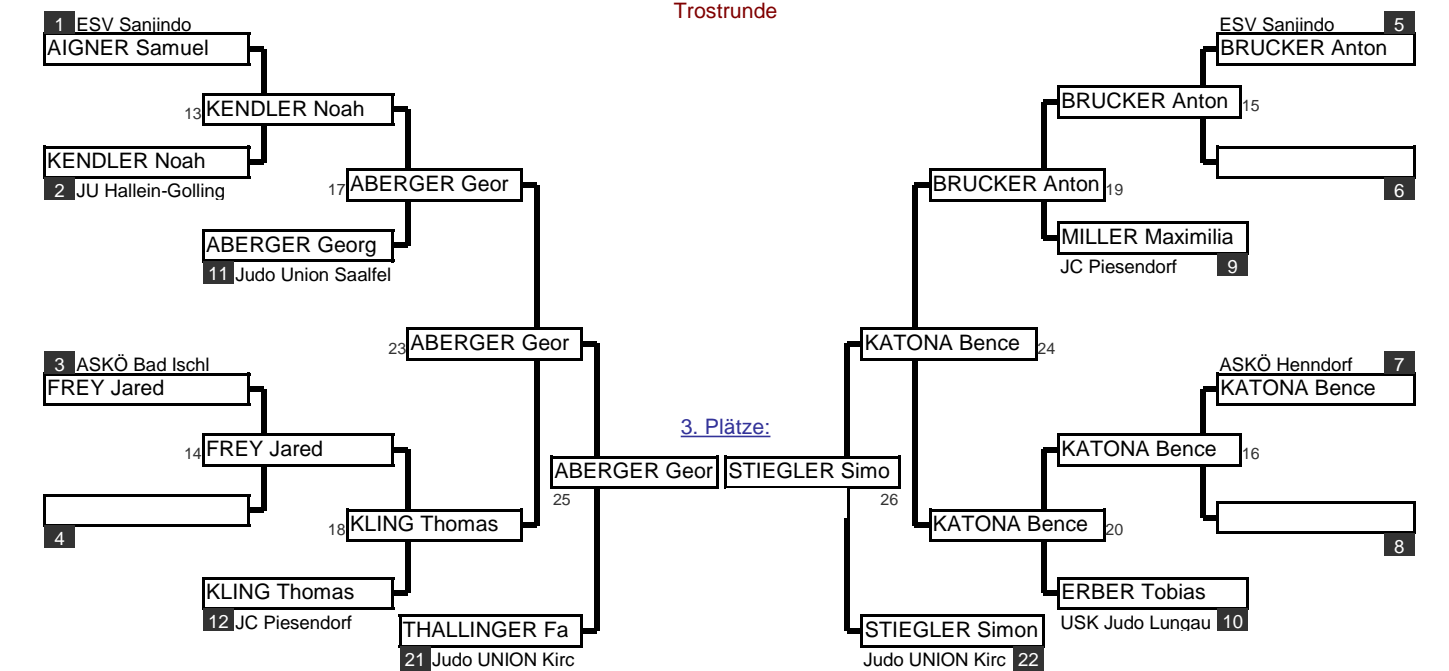 Trostrunde
1 ESV Sanjindo
AIGNER Samuel
13 KENDLER Noah
KENDLER Noah
2 JU Hallein-Golling
17 ABERGER Geor
ABERGER Georg
11 Judo Union Saalfel
23 ABERGER Geor
3 ASKÖ Bad Ischl
FREY Jared
14 FREY Jared
4
18 KLING Thomas
KLING Thomas
12 JC Piesendorf
THALLINGER Fa
21 Judo UNION Kirc
3. Plätze:
ABERGER Geor
25
STIEGLER Simo
26
ESV Sanjindo 5
BRUCKER Anton
BRUCKER Anton 15
6
BRUCKER Anton 19
MILLER Maximilia
JC Piesendorf 9
KATONA Bence 24
ASKÖ Henndorf 7
KATONA Bence
KATONA Bence 16
8
KATONA Bence 20
ERBER Tobias
USK Judo Lungau 10
STIEGLER Simon
Judo UNION Kirc 22